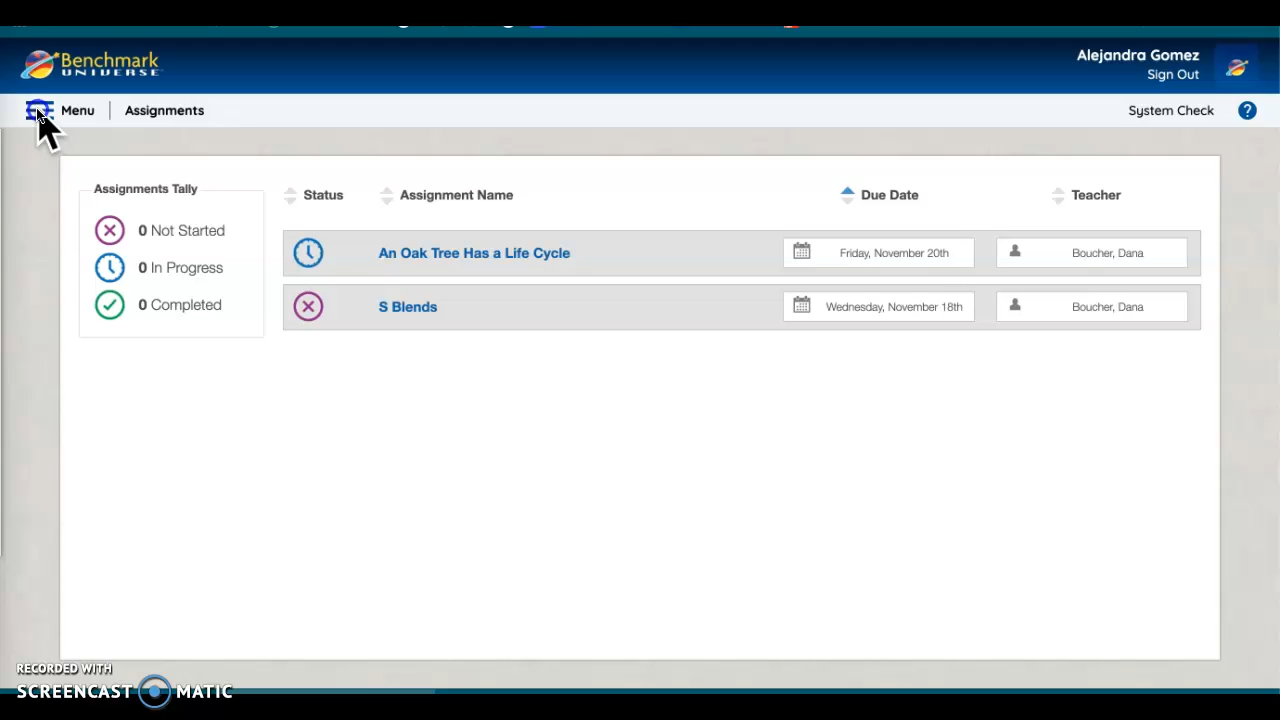 Benchmark
UNIVERSE
Alejandra Gomez
Sign Out
Menu
Assignments
System Check
?
Assignments Tally
0 Not Started
0 In Progress
0 Completed
Status
Assignment Name
Due Date
Teacher
An Oak Tree Has a Life Cycle
Friday, November 20th
Boucher, Dana
S Blends
Wednesday, November 18th
Boucher, Dana
RECORDED WITH
SCREENCAST MATIC